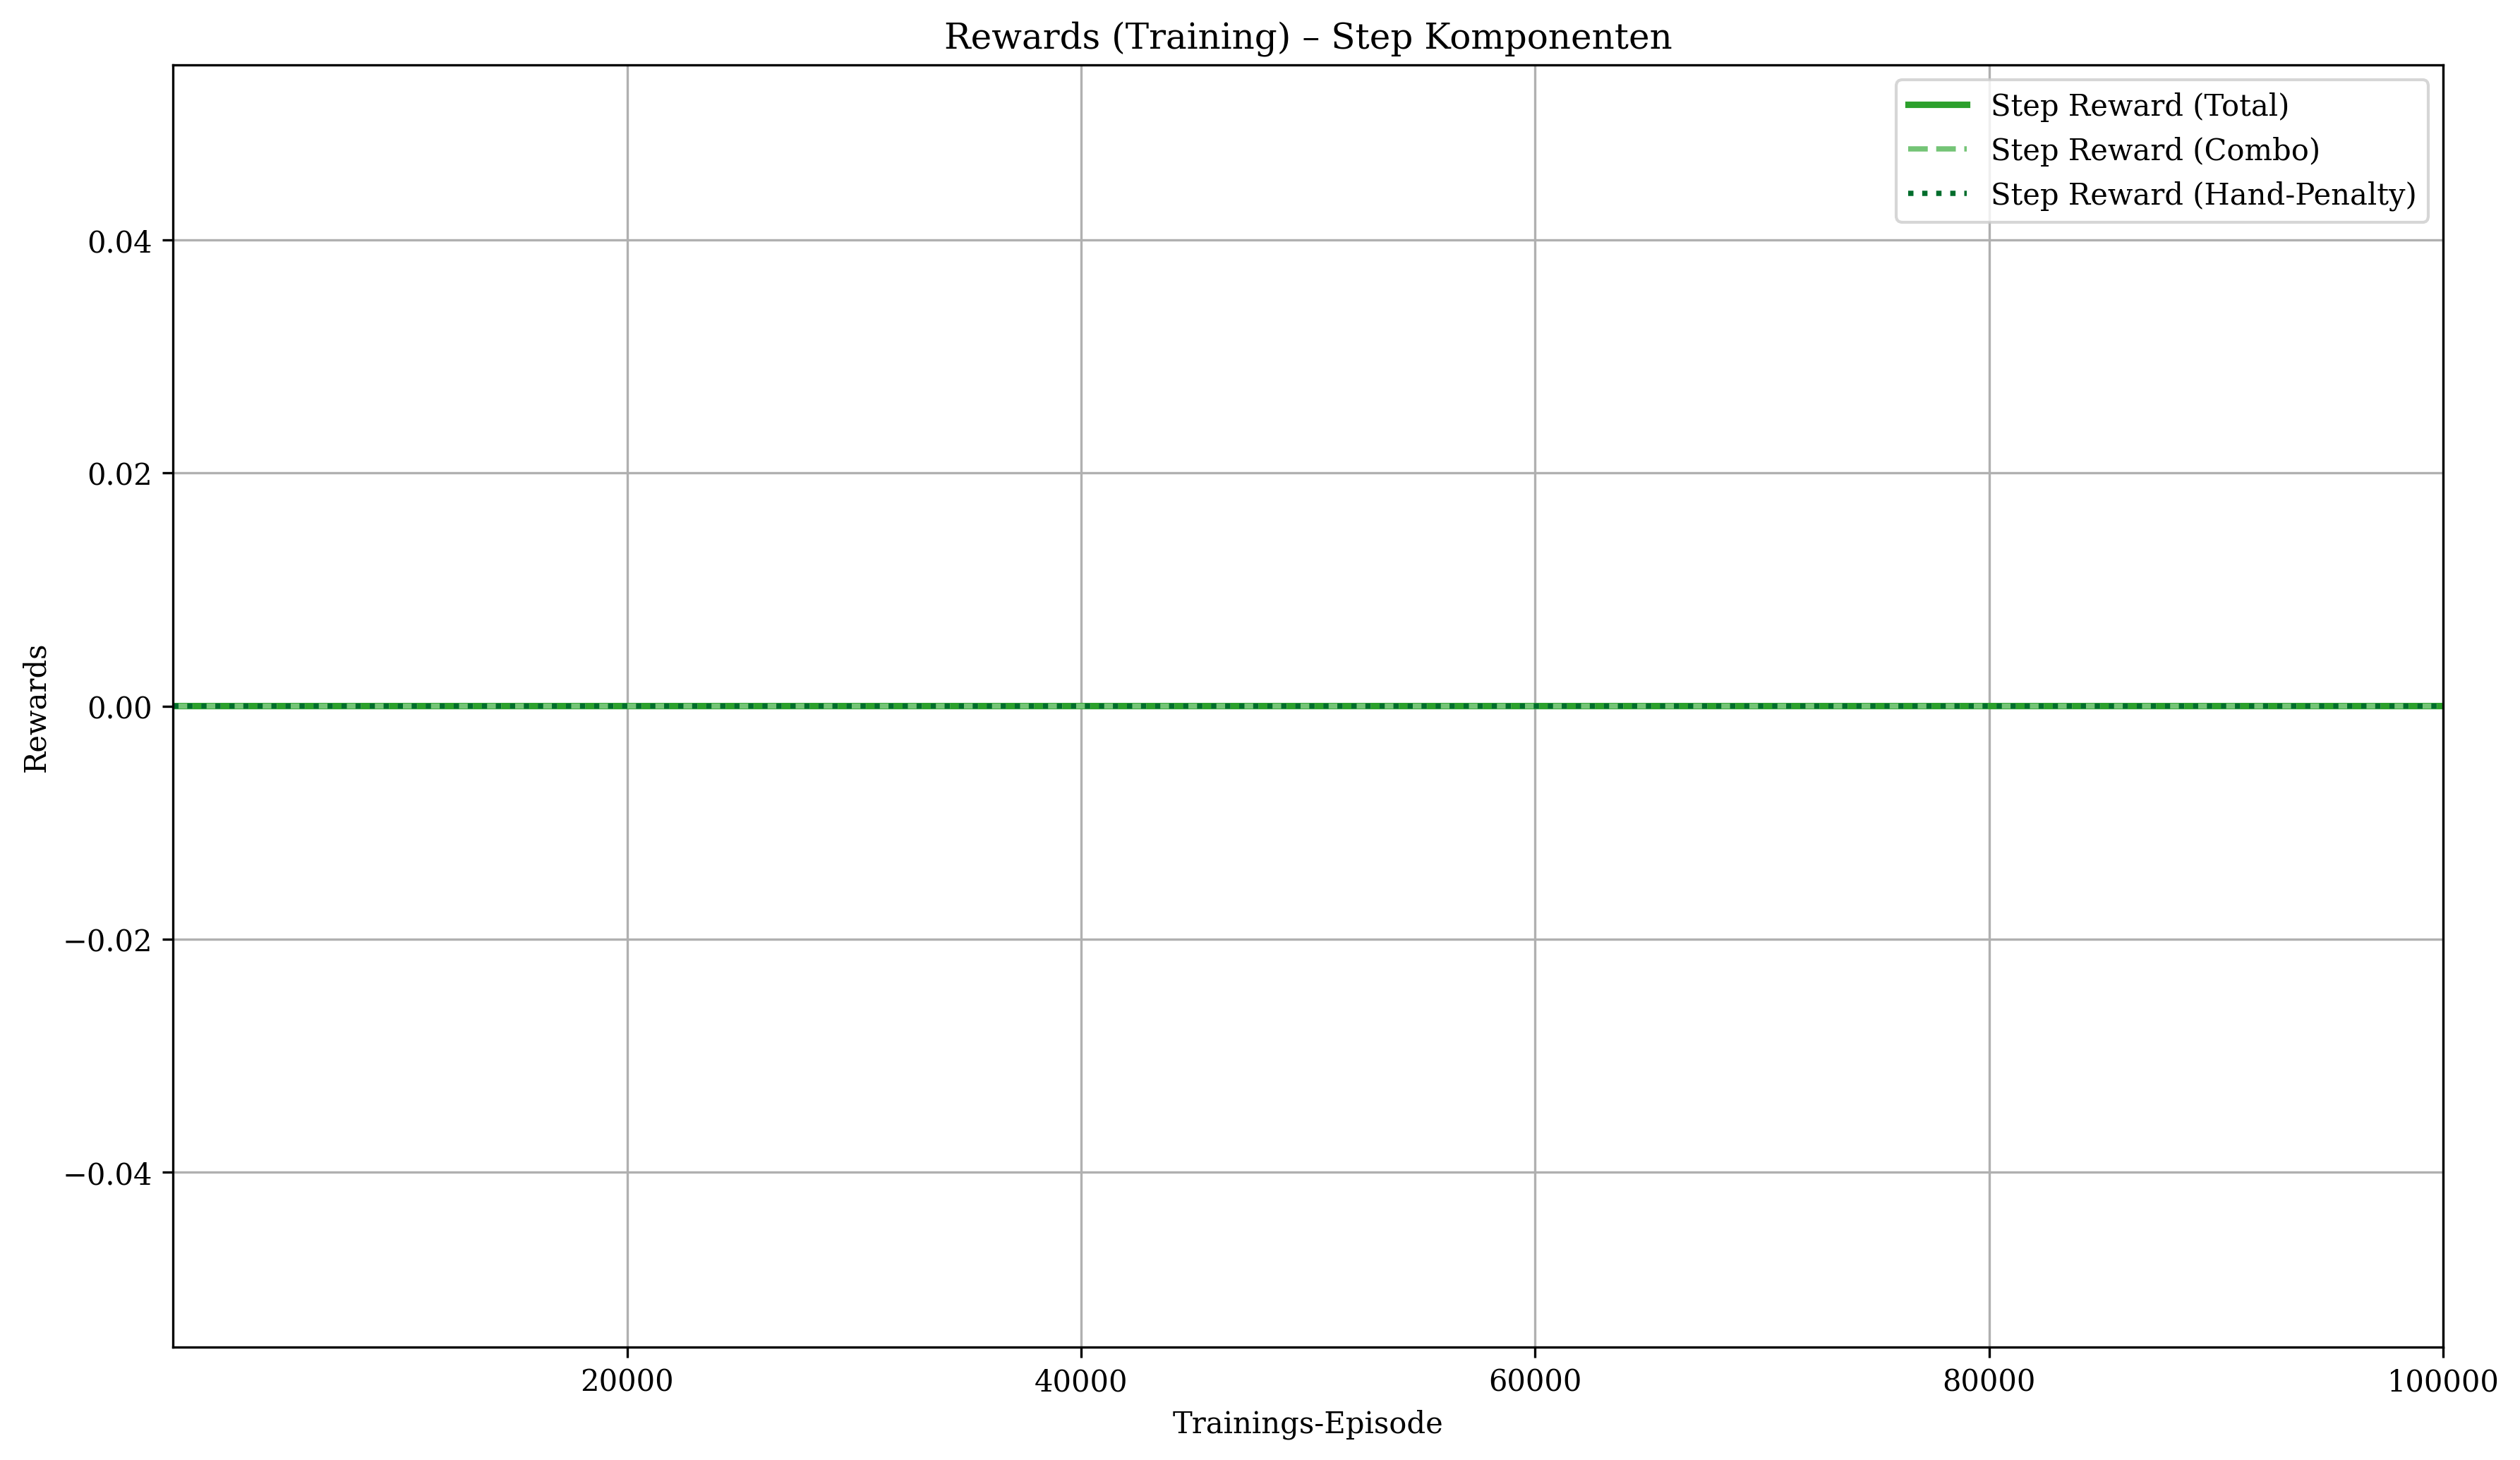 Rewards (Training) – Step Komponenten
Step Reward (Total)
Step Reward (Combo)
Step Reward (Hand-Penalty)
0.04
0.02
0.00
−0.02
−0.04
Rewards
20000
40000
60000
80000
100000
Trainings-Episode